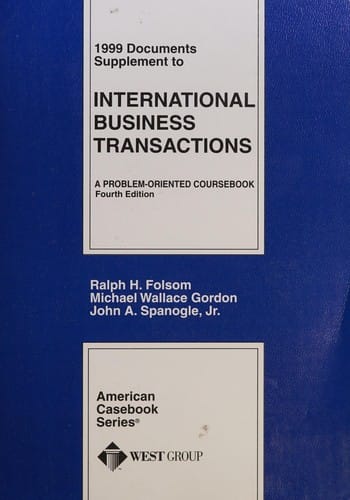 1999 Documents
Supplement to
INTERNATIONAL
BUSINESS
TRANSACTIONS
A PROBLEM-ORIENTED COURSEBOOK
Fourth Edition
Ralph H. Folsom
Michael Wallace Gordon
John A. Spanogle, Jr.
American
Casebook
Series®
WEST GROUP